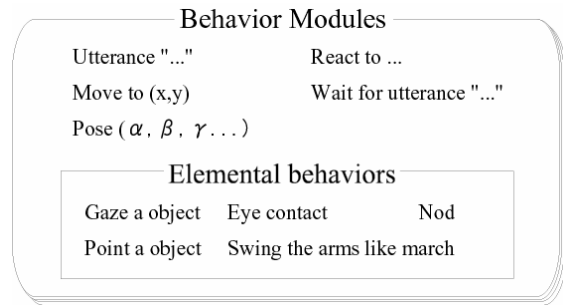 Behavior Modules
Utterance "..." React to ...
Move to (x,y) Wait for utterance "..."
Pose ( α , β , γ . . . )
Elemental behaviors
Gaze a object Eye contact Nod
Point a object Swing the arms like march